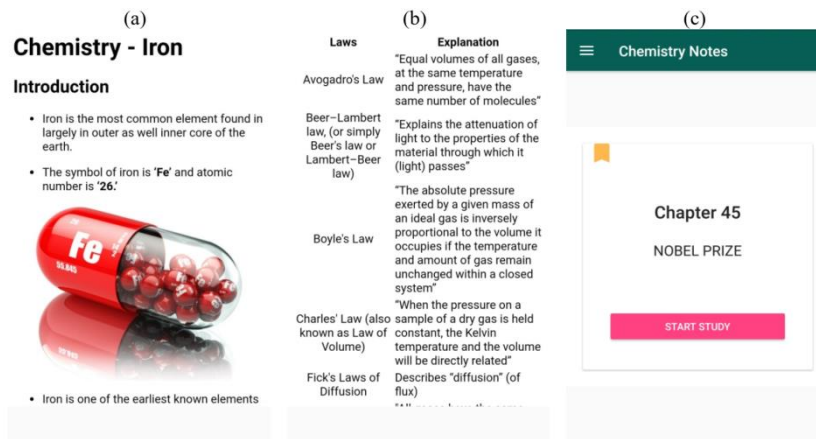 (a)
Chemistry - Iron
Introduction
• Iron is the most common element found in
largely in outer as well inner core of the
earth.
• The symbol of iron is ‘Fe’ and atomic
number is ‘26.’
26
Fe
55.845
• Iron is one of the earliest known elements
(b)
Laws Explanation
Avogadro's Law
“Equal volumes of all gases,
at the same temperature
and pressure, have the
same number of molecules”
Beer–Lambert
law, (or simply
Beer's law or
Lambert–Beer
law)
“Explains the attenuation of
light to the properties of the
material through which it
(light) passes”
Boyle's Law
“The absolute pressure
exerted by a given mass of
an ideal gas is inversely
proportional to the volume it
occupies if the temperature
and amount of gas remain
unchanged within a closed
system”
Charles' Law (also
known as Law of
Volume)
“When the pressure on a
sample of a dry gas is held
constant, the Kelvin
temperature and the volume
will be directly related”
Fick's Laws of
Diffusion
Describes “diffusion” (of
flux)
(c)
Chemistry Notes
Chapter 45
NOBEL PRIZE
START STUDY